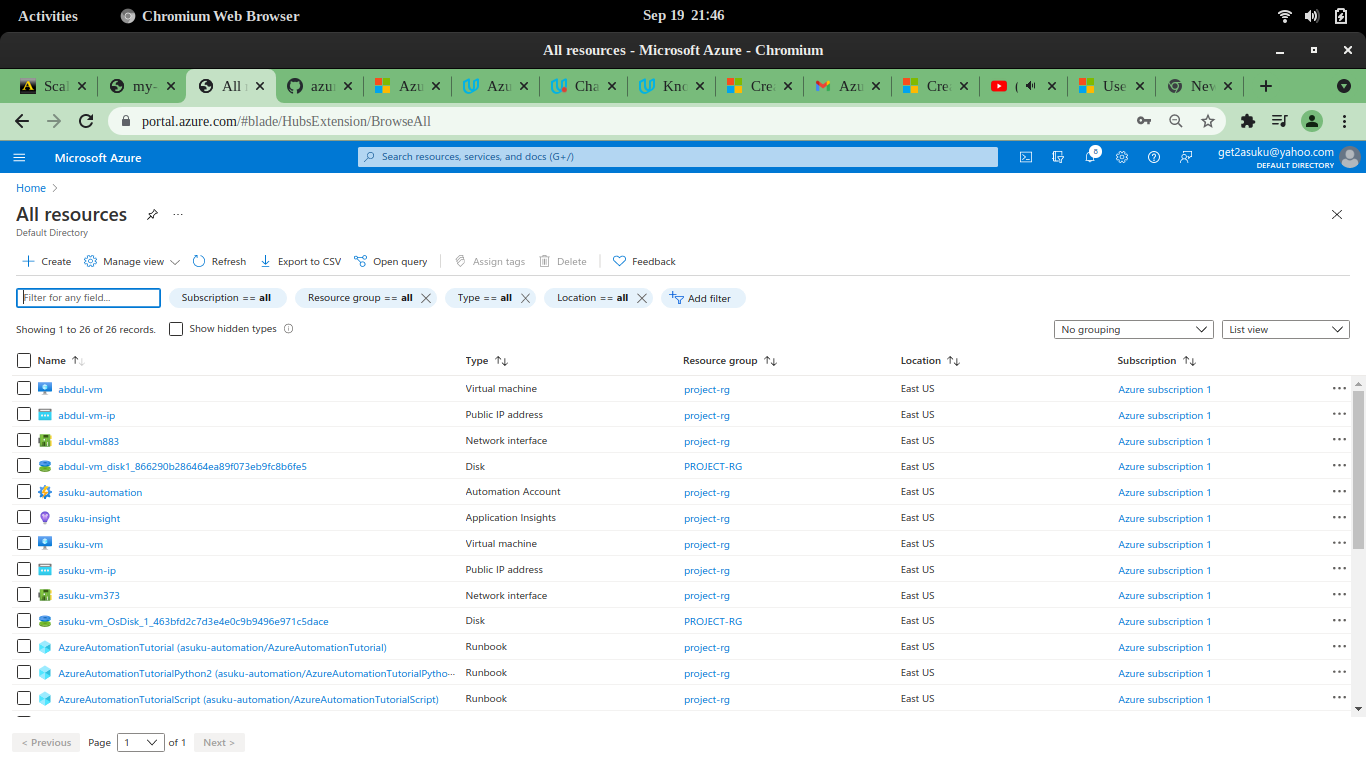 Activities Chromium Web Browser Sep 19 21:46
All resources - Microsoft Azure - Chromium
Scal my- All r azur Azu Azu Cha Kno Crea Azu Crea ( Use Nev
portal.azure.com/#blade/HubsExtension/BrowseAll
Microsoft Azure Search resources, services, and docs (G+/) 8 get2asuku@yahoo.com
DEFAULT DIRECTORY
Home
All resources ...
Default Directory
Create Manage view Refresh Export to CSV Open query Assign tags Delete Feedback
Filter for any field... Subscription == all Resource group == all Type == all Location == all Add filter
Showing 1 to 26 of 26 records. Show hidden types No grouping List view
Name Type Resource group Location Subscription
abdul-vm Virtual machine project-rg East US Azure subscription 1
abdul-vm-ip Public IP address project-rg East US Azure subscription 1
abdul-vm883 Network interface project-rg East US Azure subscription 1
abdul-vm_disk1_866290b286464ea89f073eb9fc8b6fe5 Disk PROJECT-RG East US Azure subscription 1
asuku-automation Automation Account project-rg East US Azure subscription 1
asuku-insight Application Insights project-rg East US Azure subscription 1
asuku-vm Virtual machine project-rg East US Azure subscription 1
asuku-vm-ip Public IP address project-rg East US Azure subscription 1
asuku-vm373 Network interface project-rg East US Azure subscription 1
asuku-vm_OsDisk_1_463bfd2c7d3e4e0c9b9496e971c5dace Disk PROJECT-RG East US Azure subscription 1
AzureAutomationTutorial (asuku-automation/AzureAutomationTutorial) Runbook project-rg East US Azure subscription 1
AzureAutomationTutorialPython2 (asuku-automation/AzureAutomationTutorialPytho... Runbook project-rg East US Azure subscription 1
AzureAutomationTutorialScript (asuku-automation/AzureAutomationTutorialScript) Runbook project-rg East US Azure subscription 1
< Previous Page 1 of 1 Next >